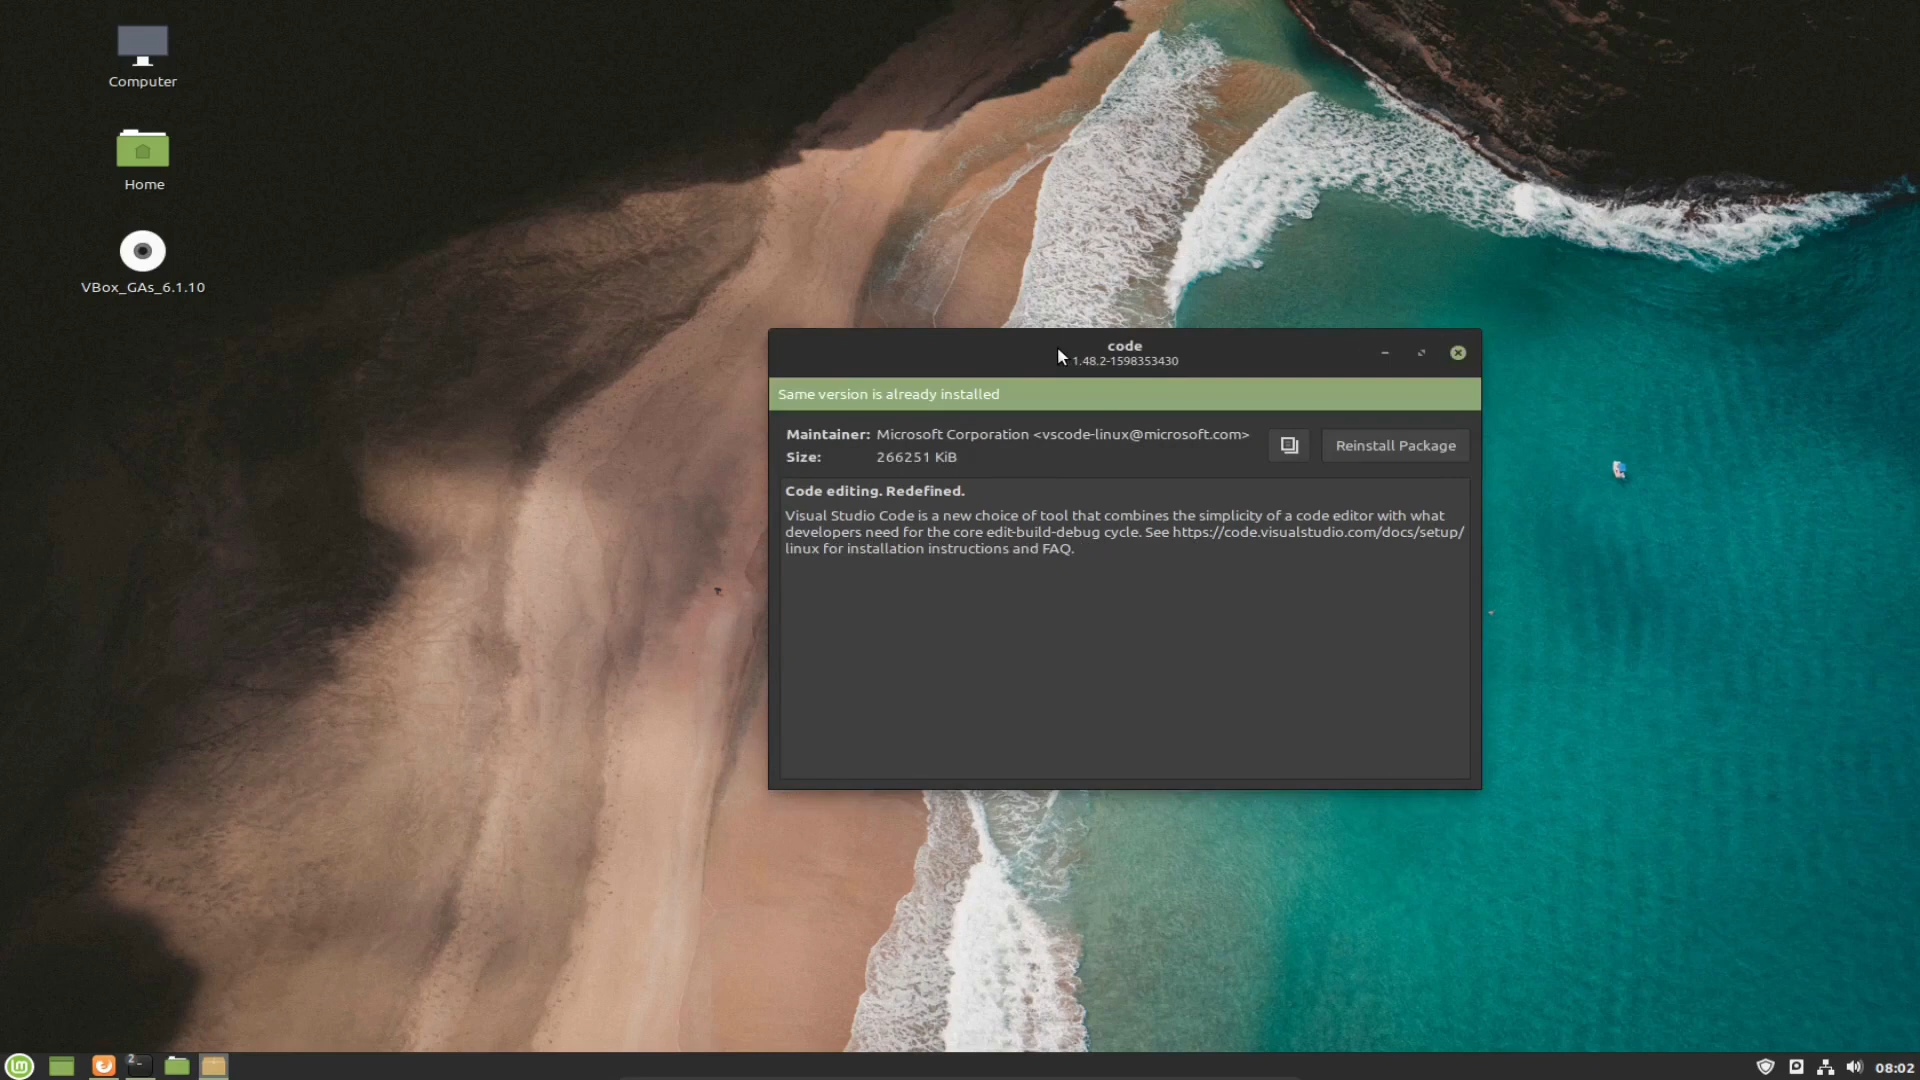 Computer
Home
VBox_GAs_6.1.10
code
1.48.2-1598353430
Same version is already installed
Maintainer: Microsoft Corporation <vscode-linux@microsoft.com>
Size: 266251 KiB
Reinstall Package
Code editing. Redefined.
Visual Studio Code is a new choice of tool that combines the simplicity of a code editor with what
developers need for the core edit-build-debug cycle. See https://code.visualstudio.com/docs/setup/
linux for installation instructions and FAQ.
2
08:02